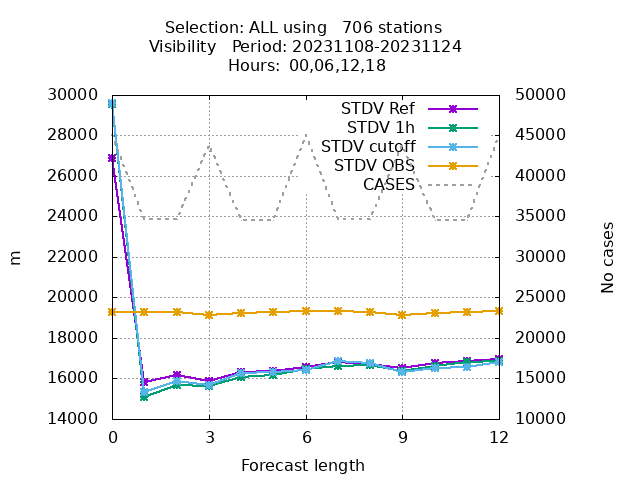 Selection: ALL using   706 stations
Visibility   Period: 20231108-20231124
Hours: 00,06,12,18
30000
28000
26000
24000
22000
20000
18000
16000
14000
m
50000
45000
40000
35000
30000
25000
20000
15000
10000
No cases
STDV Ref
STDV 1h
STDV cutoff
STDV OBS
CASES
0 3 6 9 12
Forecast length